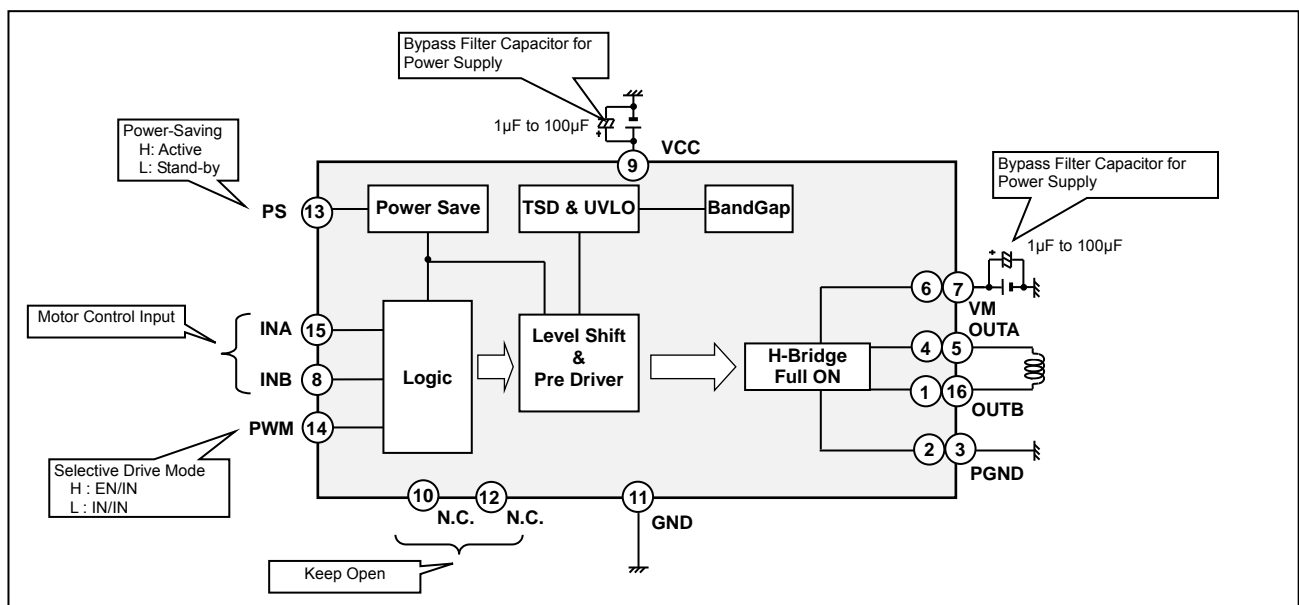 Bypass Filter Capacitor for
Power Supply
Power-Saving
H: Active
L: Stand-by
1µF to 100µF
+
VCC
9
Bypass Filter Capacitor for
Power Supply
PS
13
Power Save
TSD & UVLO
BandGap
+
1µF to 100µF
6
7
VM
Motor Control Input
INA
15
INB
8
PWM
14
Logic
Level Shift
&
Pre Driver
H-Bridge
Full ON
OUTA
4
5
1
16
OUTB
2
3
PGND
Selective Drive Mode
H : EN/IN
L : IN/IN
10
N.C.
12
N.C.
11
GND
Keep Open